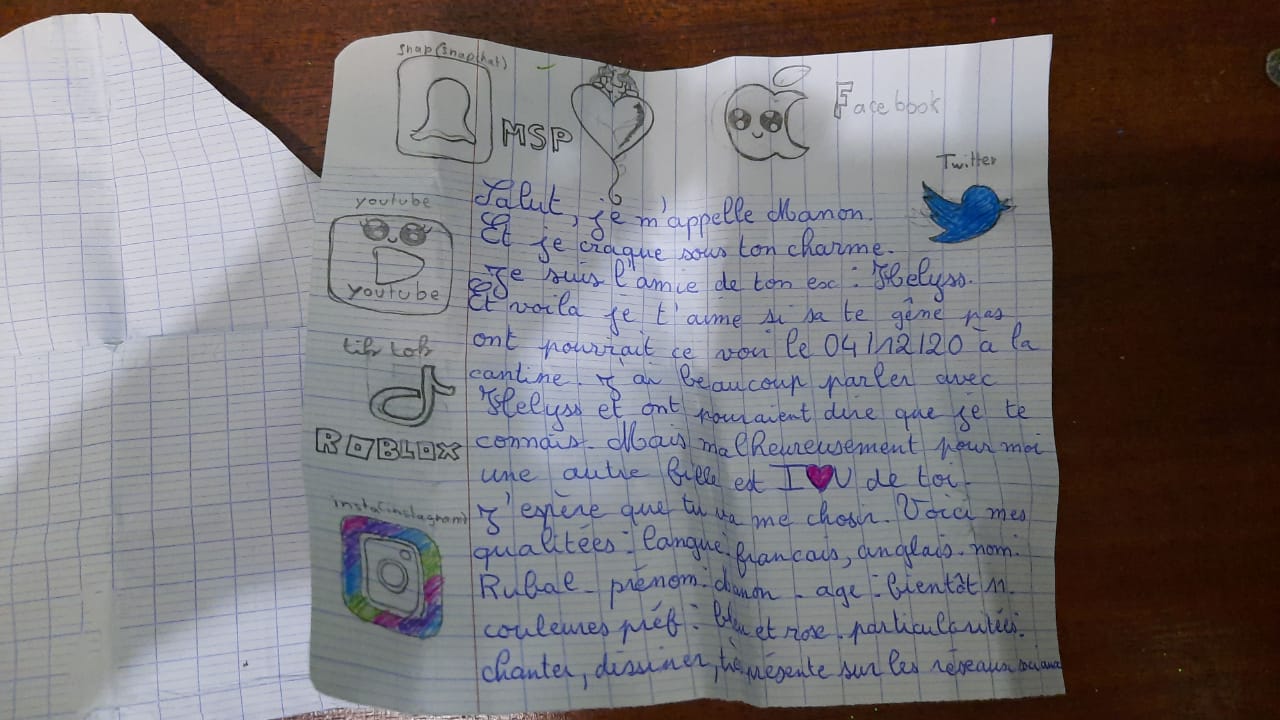 snap(snapchat)
MSP
Facebook
Twitter
youtube
youtube
tik tok
ROBLOX
insta(instagram)
Salut, je m'appelle Manon.
Et je craque sous ton charme.
Je suis l'amie de ton ex : Helyss.
Et voila je t'aime si sa te gêne pas
ont pourrait ce voir le 04/12/20 à la
cantine. J'ai beaucoup parler avec
Helyss et ont pouraient dire que je te
connais. Mais malheureusement pour moi
une autre fille est I ♥ U de toi.
J'espère que tu va me chosir. Voici mes
qualitées : langue: francais, anglais. nom:
Rubal. prénom: Manon. age : bientôt 11.
couleures préf : bleu et rose. particularitées:
chanter, dessiner, très présente sur les réseaux sociaux